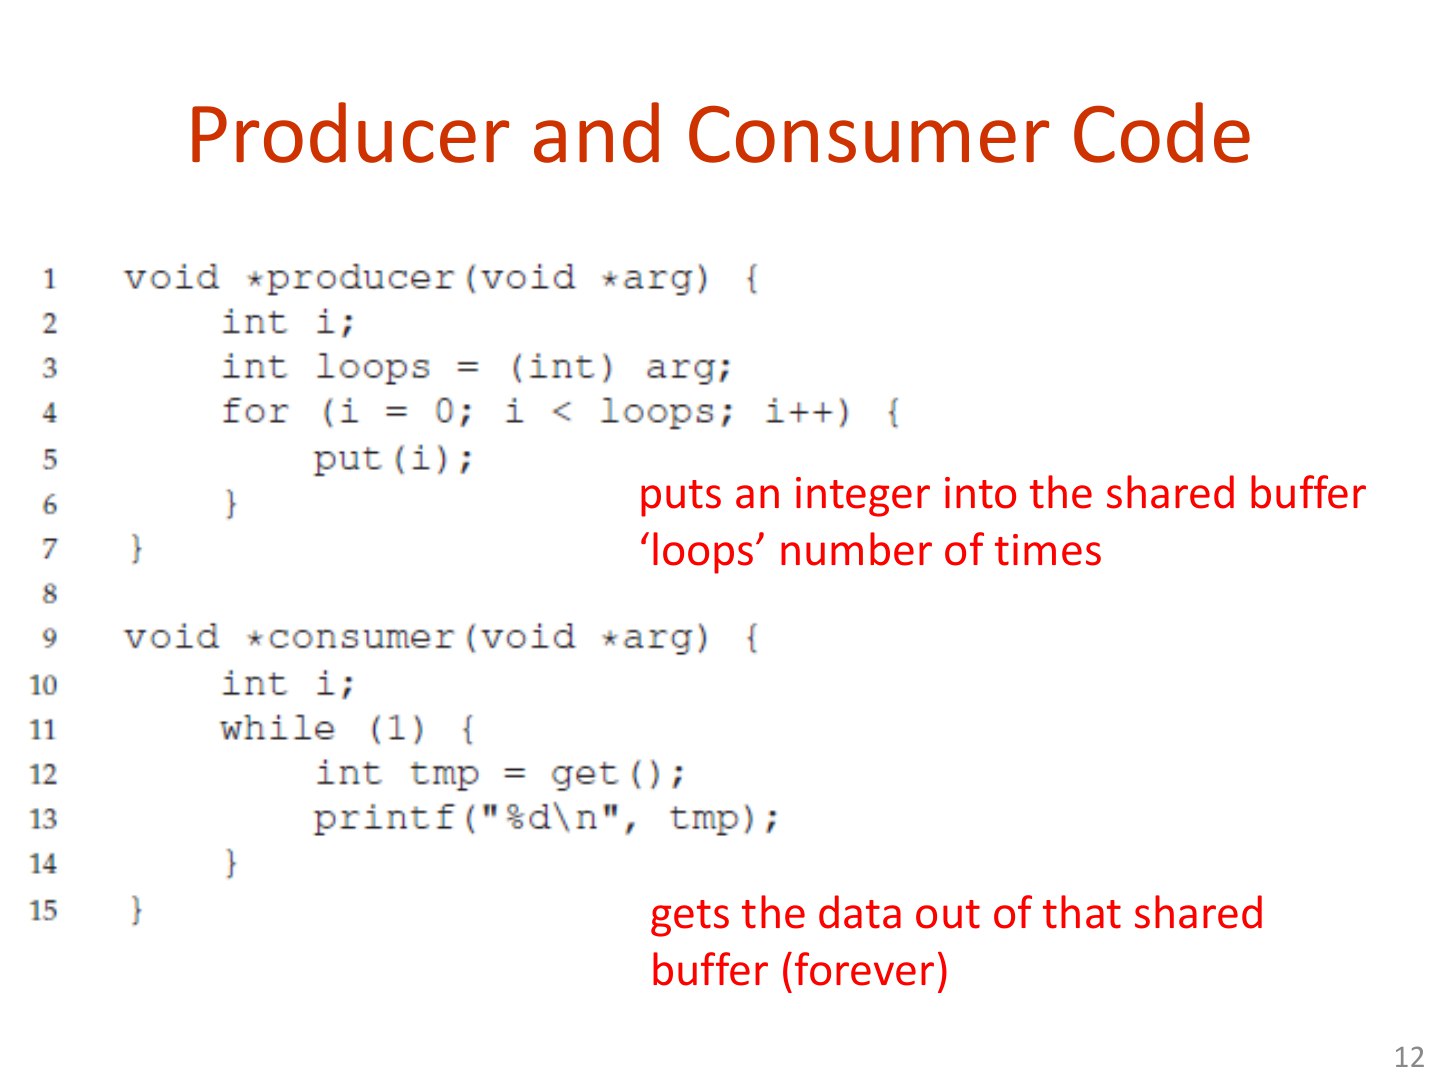 Producer and Consumer Code
1 void *producer(void *arg) {
2 int i;
3 int loops = (int) arg;
4 for (i = 0; i < loops; i++) {
5 put(i);
6 }
7 }
8
9 void *consumer(void *arg) {
10 int i;
11 while (1) {
12 int tmp = get();
13 printf("%d\n", tmp);
14 }
15 }
puts an integer into the shared buffer
‘loops’ number of times
gets the data out of that shared
buffer (forever)
12